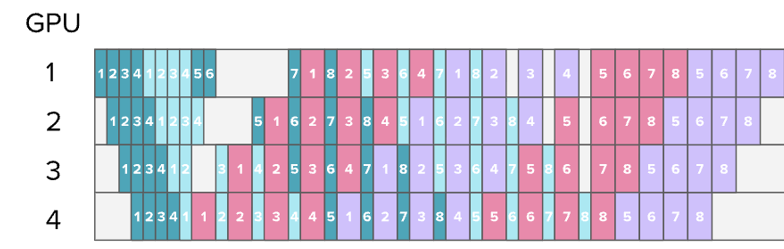 GPU
1 1 2 3 4 1 2 3 4 5 6 7 1 8 2 5 3 6 4 7 1 8 2 3 4 5 6 7 8 5 6 7 8
2 1 2 3 4 1 2 3 4 5 1 6 2 7 3 8 4 5 1 6 2 7 3 8 4 5 6 7 8 5 6 7 8
3 1 2 3 4 1 2 3 1 4 2 5 3 6 4 7 1 8 2 5 3 6 4 7 5 8 6 7 8 5 6 7 8
4 1 2 3 4 1 1 2 2 3 3 4 4 5 1 6 2 7 3 8 4 5 5 6 6 7 7 8 8 5 6 7 8